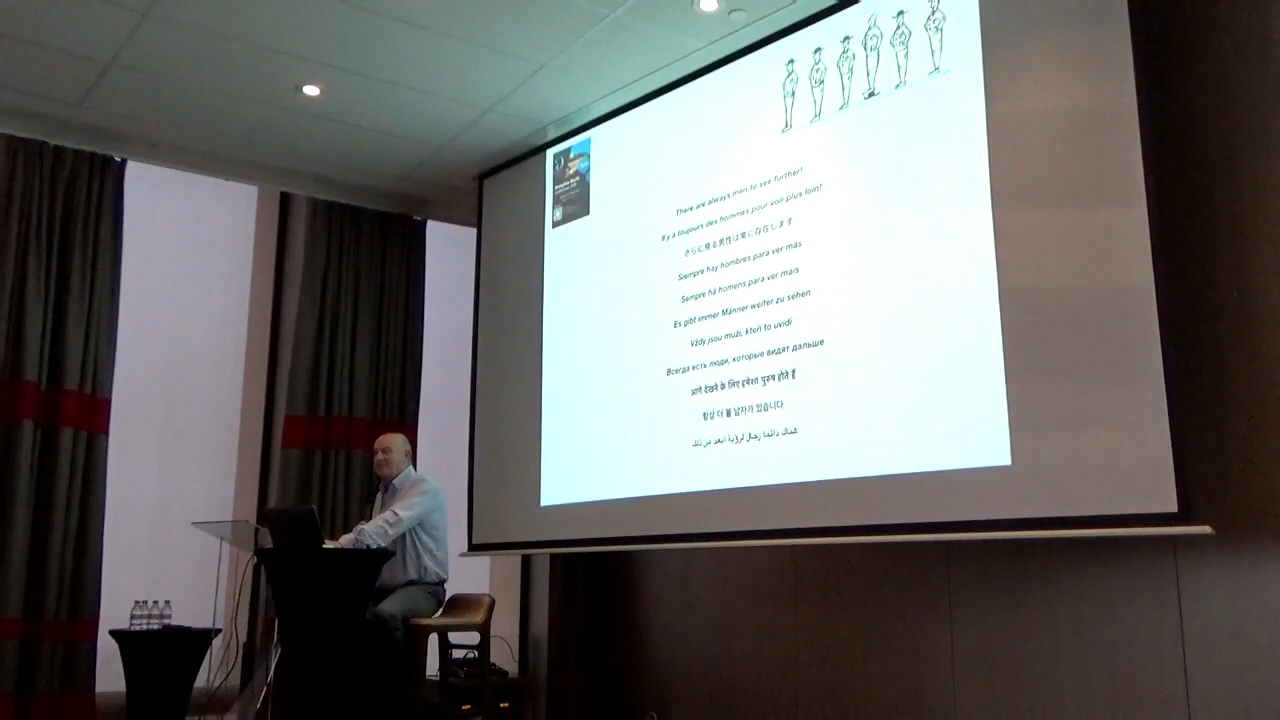 There are always men to see further!
Il y a toujours des hommes pour voir plus loin!
さらに見る男性は常に存在します
Siempre hay hombres para ver más
Sempre há homens para ver mais
Es gibt immer Männer weiter zu sehen
Vždy jsou muži, kteří to uvidí
Всегда есть люди, которые видят дальше
आगे देखने के लिए हमेशा पुरुष होते हैं
항상 더 볼 남자가 있습니다
هناك دائما رجال لرؤية أبعد من ذلك